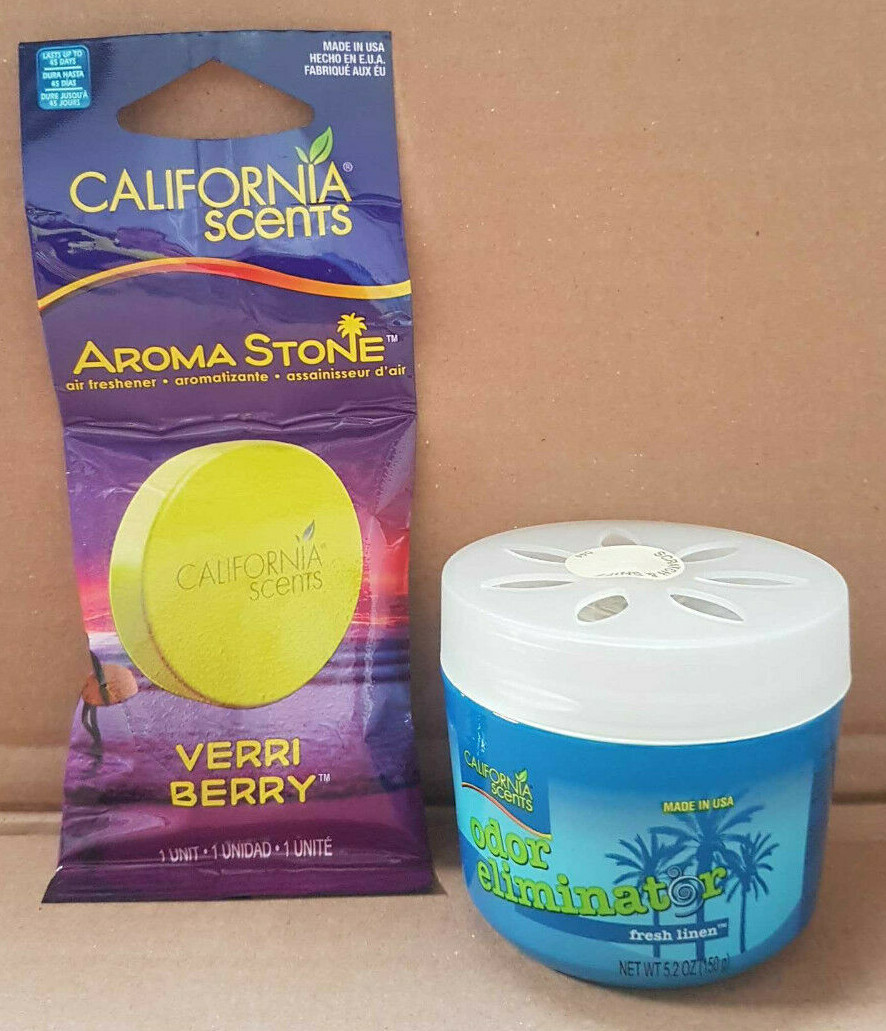 LASTS UP TO
45 DAYS
DURA HASTA
45 DÍAS
DURE JUSQU'À
45 JOURS
MADE IN USA
HECHO EN E.U.A.
FABRIQUÉ AUX ÉU
CALIFORNIA®
SCENTS
AROMA STONE™
air freshener • aromatizante • assainisseur d'air
CALIFORNIA®
SCENTS
VERRI
BERRY™
1 UNIT • 1 UNIDAD • 1 UNITÉ
SCRATCH &
CALIFORNIA
SCENTS
MADE IN USA
odor
eliminator
fresh linen™
NET WT 5.2 OZ (150 g)